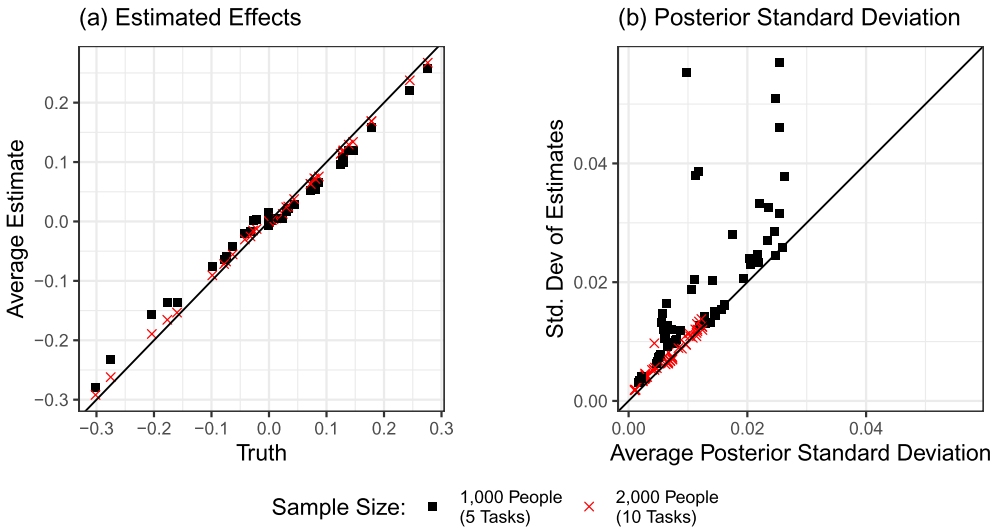 (a) Estimated Effects
(b) Posterior Standard Deviation
Average Estimate
0.2
0.1
0.0
−0.1
−0.2
−0.3
−0.3
−0.2
−0.1
0.0
0.1
0.2
0.3
Truth
Std. Dev of Estimates
0.04
0.02
0.00
0.00
0.02
0.04
Average Posterior Standard Deviation
Sample Size:
1,000 People
(5 Tasks)
2,000 People
(10 Tasks)